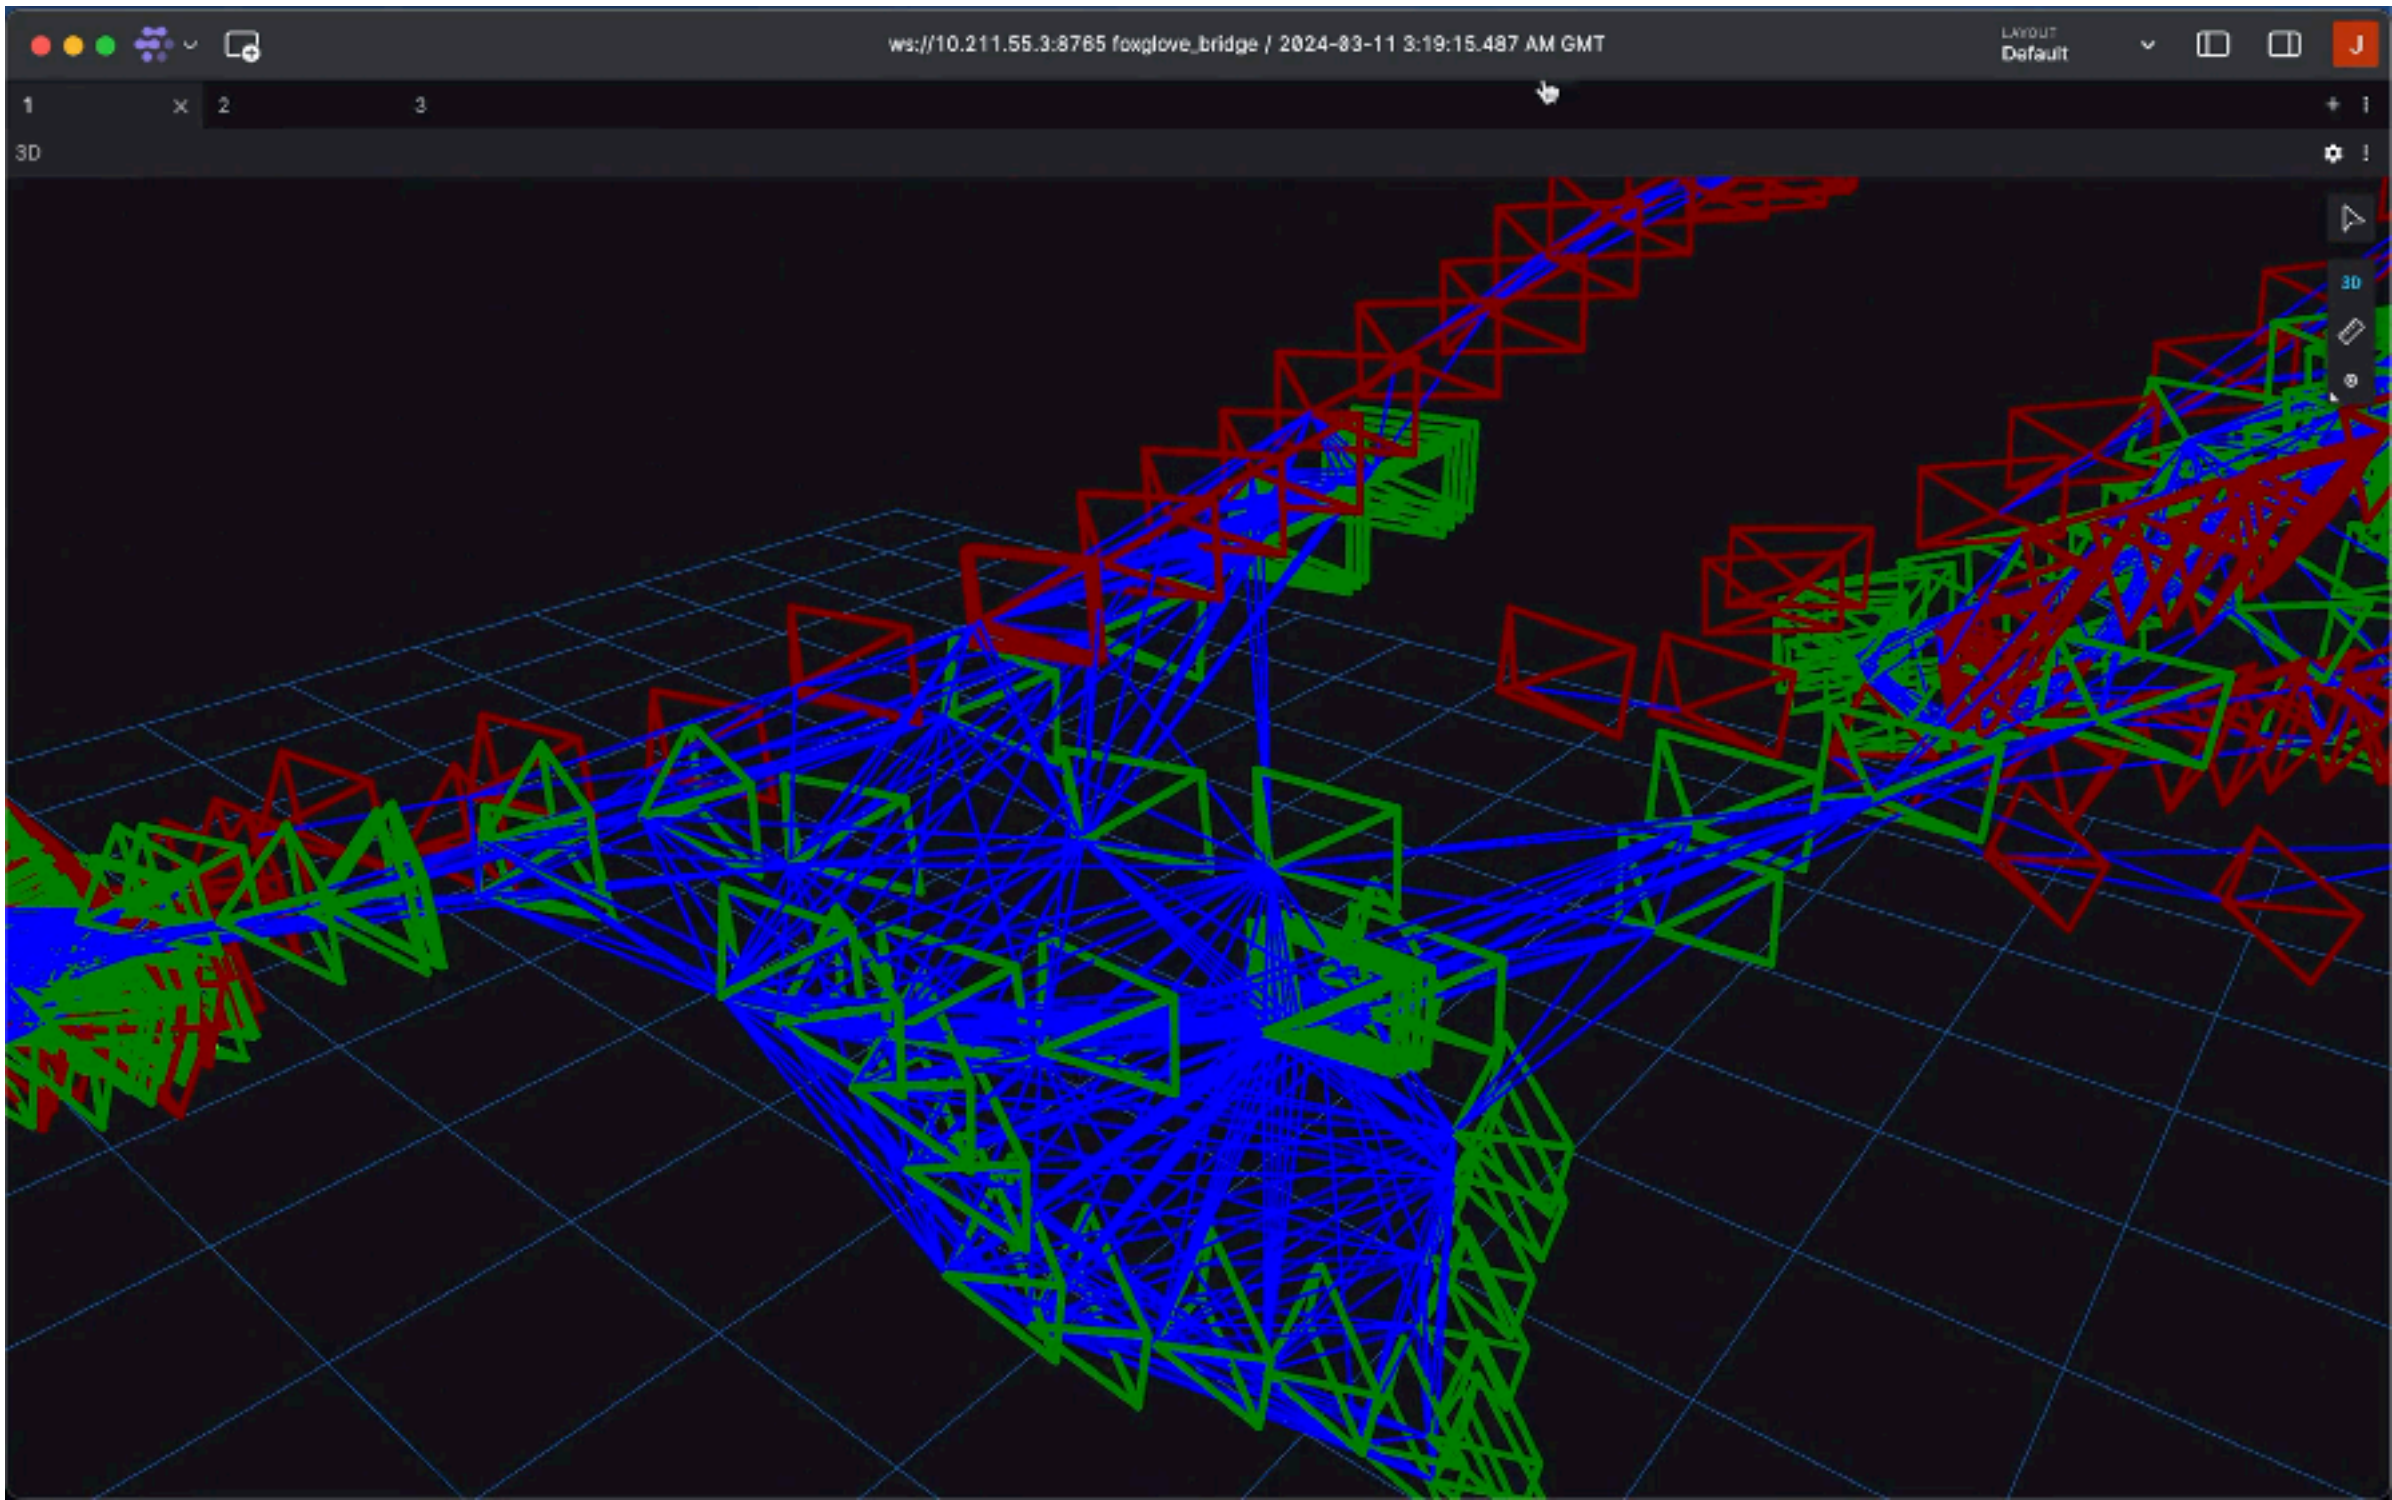 ws://10.211.55.3:8765 foxglove_bridge / 2024-03-11 3:19:15.487 AM GMT
LAYOUT
Default
J
1
2
3
3D
3D